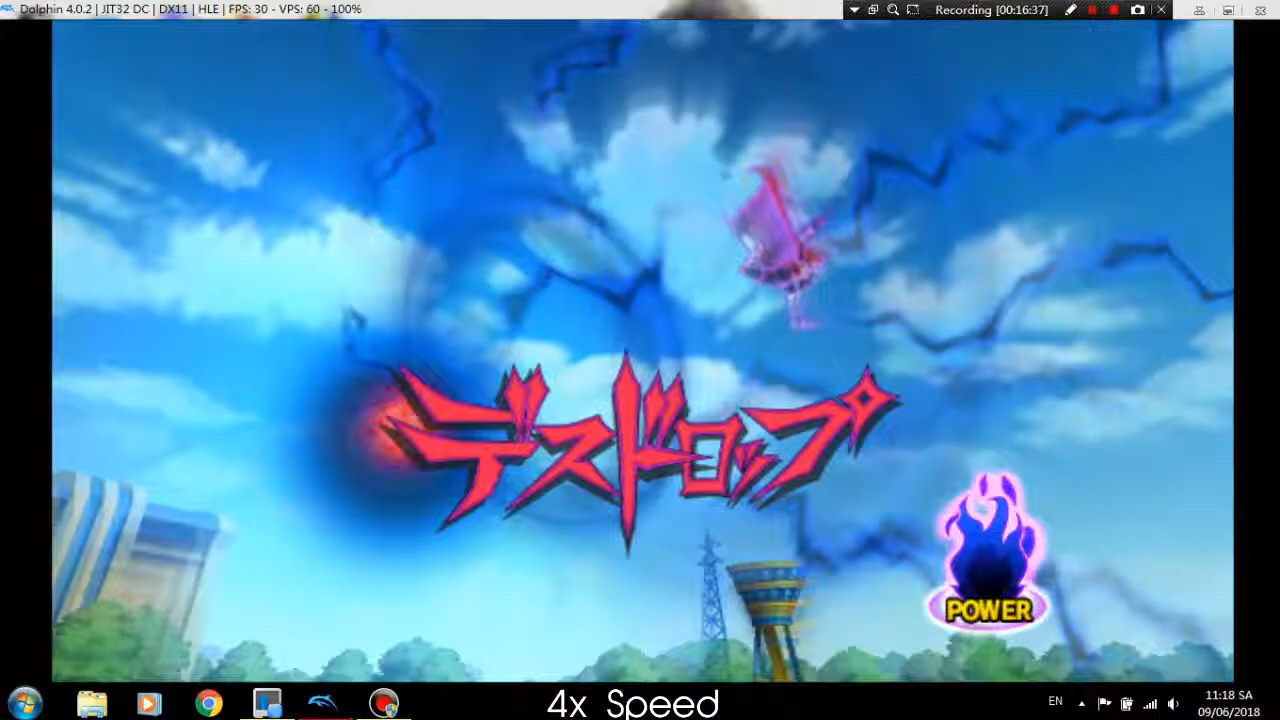 Dolphin 4.0.2 | JIT32 DC | DX11 | HLE | FPS: 30 - VPS: 60 - 100%
Recording [00:16:37]
デスドロップ
POWER
4x Speed
EN
11:18 SA
09/06/2018